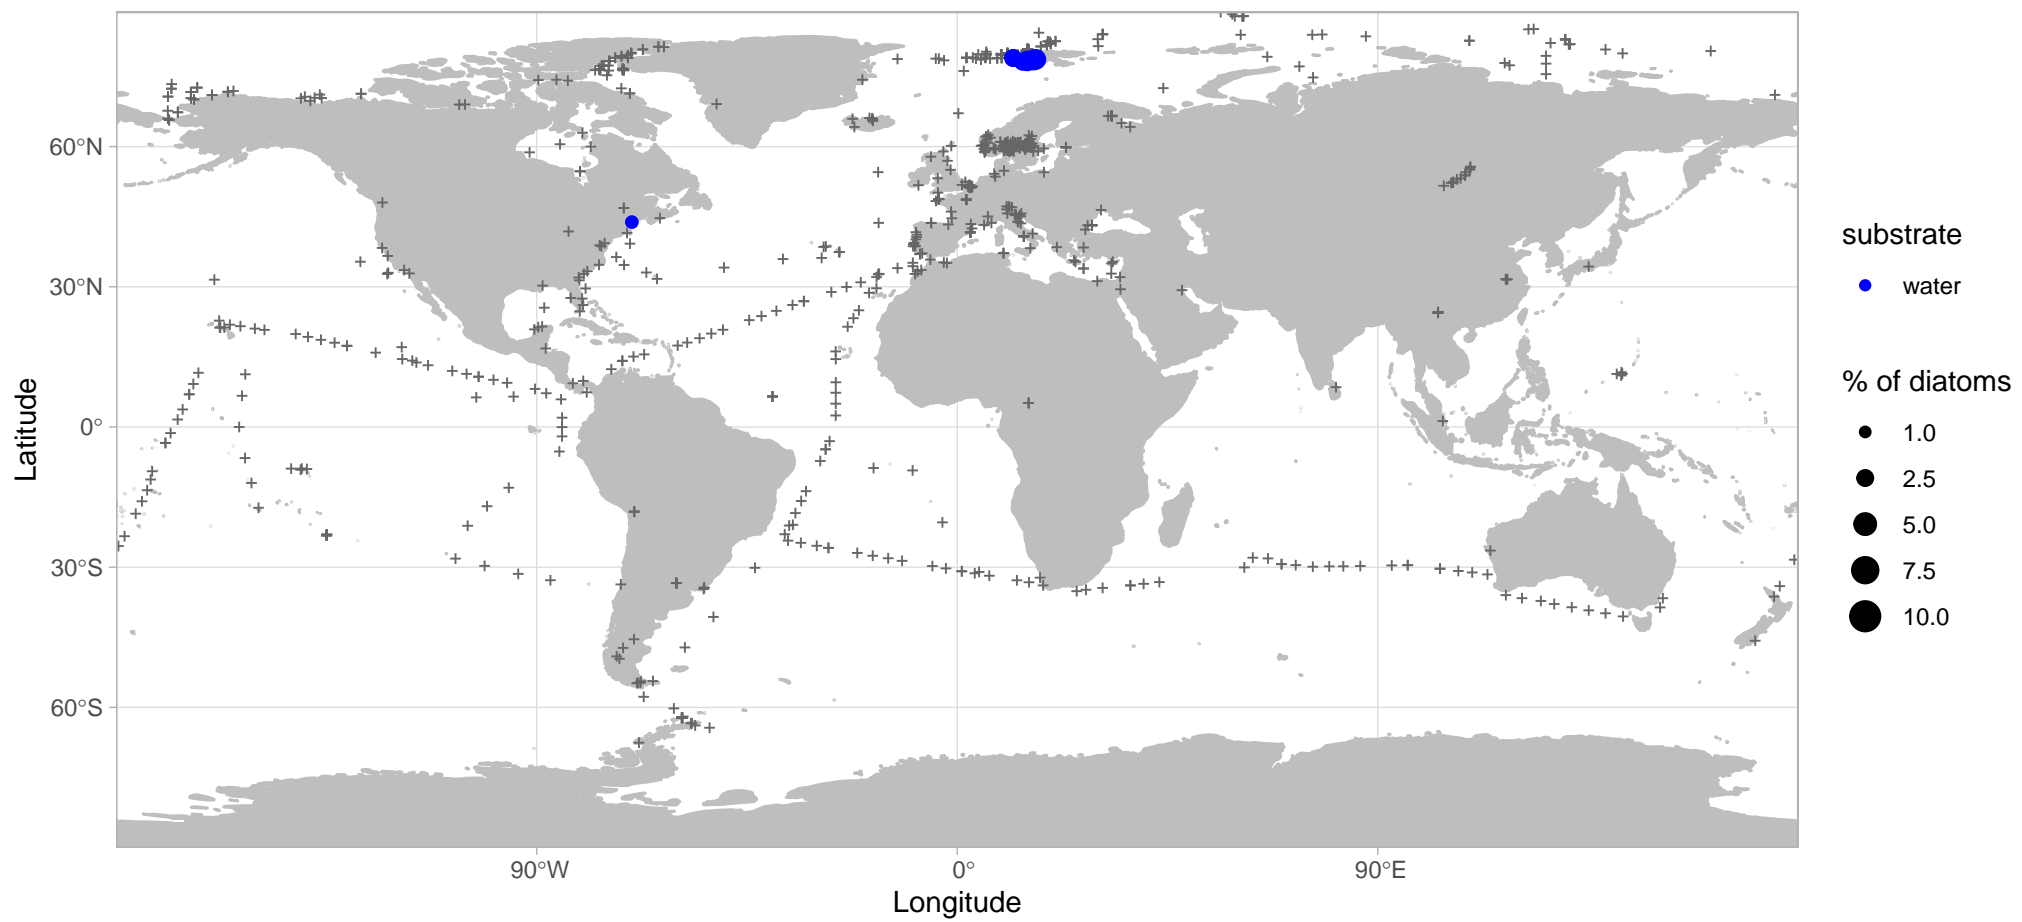 60°N
30°N
0°
30°S
60°S
Latitude
90°W
0°
90°E
Longitude
substrate
water
% of diatoms
1.0
2.5
5.0
7.5
10.0